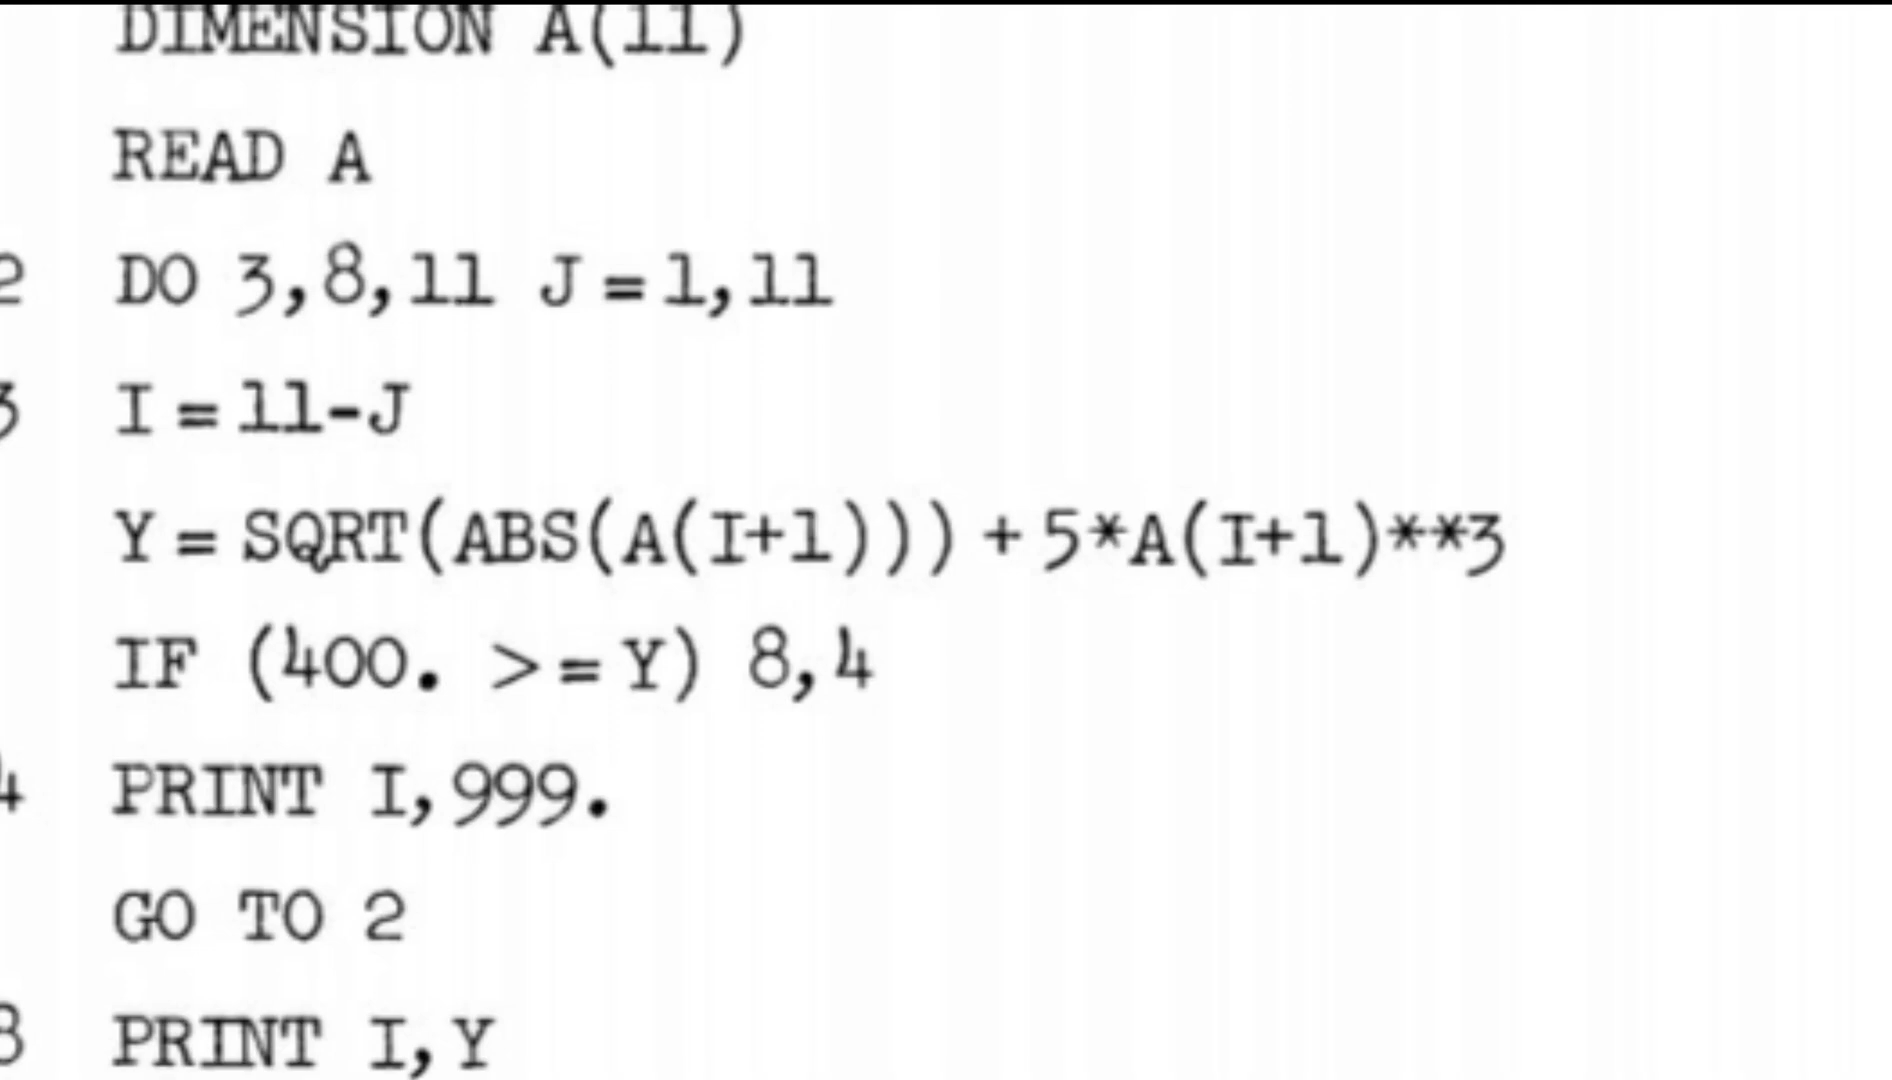 DIMENSION A(11)
READ A
2 DO 3,8,11 J=1,11
3 I=11-J
Y=SQRT(ABS(A(I+1)))+5*A(I+1)**3
IF (400. >=Y) 8,4
4 PRINT I,999.
GO TO 2
8 PRINT I,Y